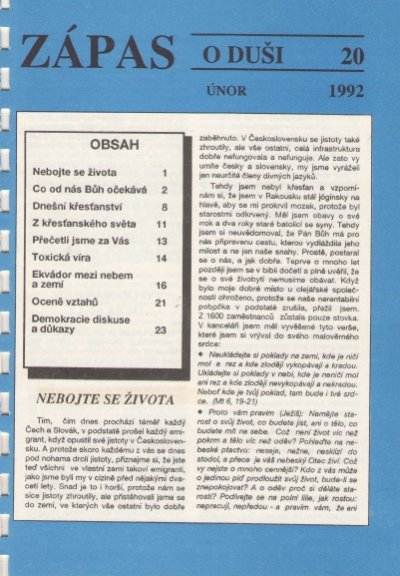 ZÁPAS O DUŠI 20
ÚNOR 1992
OBSAH
Nebojte se života 1
Co od nás Bůh očekává 2
Dnešní křesťanství 8
Z křesťanského světa 11
Přečetli jsme za Vás 13
Toxická víra 14
Ekvádor mezi nebem
a zemí 16
Oceně vztahů 21
Demokracie diskuse
a důkazy 23
NEBOJTE SE ŽIVOTA
Tím, čím dnes prochází téměř každý
Čech a Slovák, v podstatě prošel každý emi-
grant, když opustil své jistoty v Českosloven-
sku. A protože skoro každému z vás se dnes
pod nohama drolí jistoty, přiznejme si, že jste
teď všichni ve vlastní zemi takoví emigranti,
jako jsme byli my v cizině před nějakými dva-
ceti lety. Snad je to i horší, protože nám se
sice jistoty zhroutily, ale přistěhovali jsme se
do zemí, ve kterých vše ostatní bylo dobře
zaběhnuto. V Československu se jistoty také
zhroutily, ale vše ostatní, celá infrastruktura
dobře nefungovala a nefunguje. Ale zato vy
umíte česky a slovensky, my jsme vyráželi
jen neurčité členy divných jazyků.
Tehdy jsem nebyl křesťan a vzpomí-
nám si, že jsem v Rakousku stál jógínsky na
hlavě, aby se mi prokrvil mozek, protože byl
starostmi odkrvený. Měl jsem obavy o své
rok a dva roky staré batolicí se syny. Tehdy
jsem si neuvědomoval, že Pán Bůh má pro
nás připravenu cestu, kterou vydláždila jeho
milost a ne jen naše snahy. Prostě, postaral
se o nás, a jak dobře. Teprve o mnoho let
později jsem se v bibli dočetl a plně uvěřil, že
se o své živobytí nemusíme obávat. Když
bylo moje dobré místo u olejářské společ-
nosti ohroženo, protože se naše nerentabilní
pobočka v podstatě zrušila, přežil jsem.
Z 1600 zaměstnanců zůstala pouze stovka.
V kanceláři jsem měl vyvěšené tyto verše,
které jsem si vrýval do svého malověrného
srdce:
♦ Neukládejte si poklady na zemi, kde je ničí
mol a rez a kde zloději vykopávají a kradou.
Ukládejte si poklady v nebi, kde je neničí mol
ani rez a kde zloději nevykopávají a nekradou.
Neboť kde je tvůj poklad, tam bude i tvé srd-
ce. (Mt 6, 19-21)
♦ Proto vám pravím (Ježíš): Nemějte sta-
rost o svůj život, co budete jíst, ani o tělo, co
budete mít na sebe. Což není život víc než
pokrm a tělo víc než oděv? Pohleďte na ne-
beské ptactvo: neseje, nežne, nesklízí do
stodol, a přece je váš nebeský Otec živí. Což
vy nejste o mnoho cennější? Kdo z vás může
o jedinou píď prodloužit svůj život, bude-li se
znepokojovat? A o oděv proč si děláte sta-
rosti? Podívejte se na polní lilie, jak rostou:
nepracují, nepředou - a pravím vám, že ani